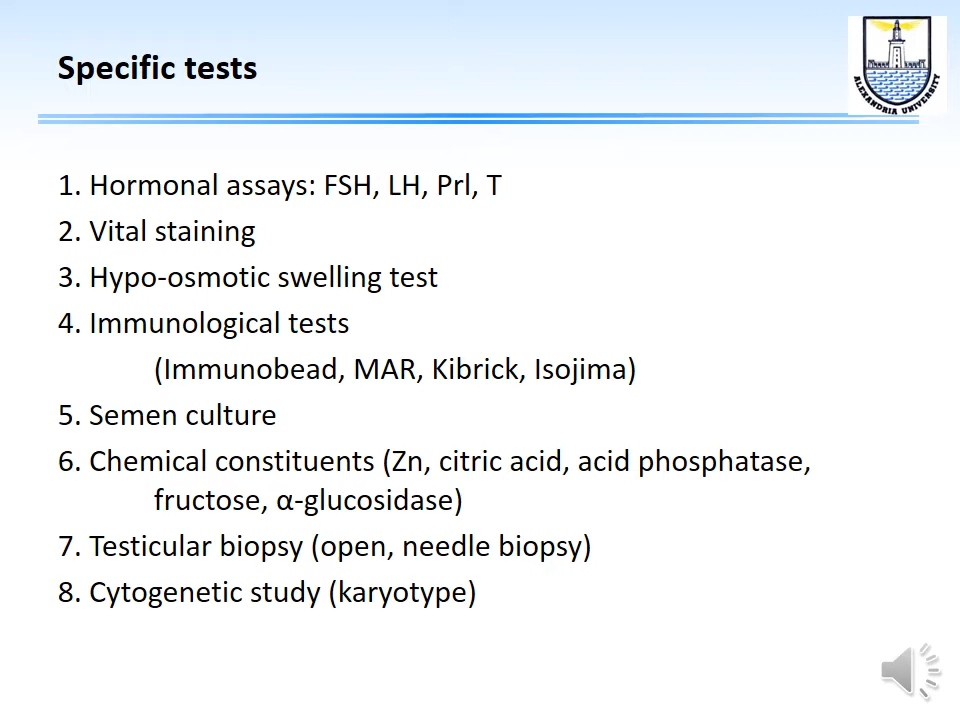 Specific tests
ALEXANDRIA UNIVERSITY
1. Hormonal assays: FSH, LH, Prl, T
2. Vital staining
3. Hypo-osmotic swelling test
4. Immunological tests
(Immunobead, MAR, Kibrick, Isojima)
5. Semen culture
6. Chemical constituents (Zn, citric acid, acid phosphatase,
fructose, α-glucosidase)
7. Testicular biopsy (open, needle biopsy)
8. Cytogenetic study (karyotype)